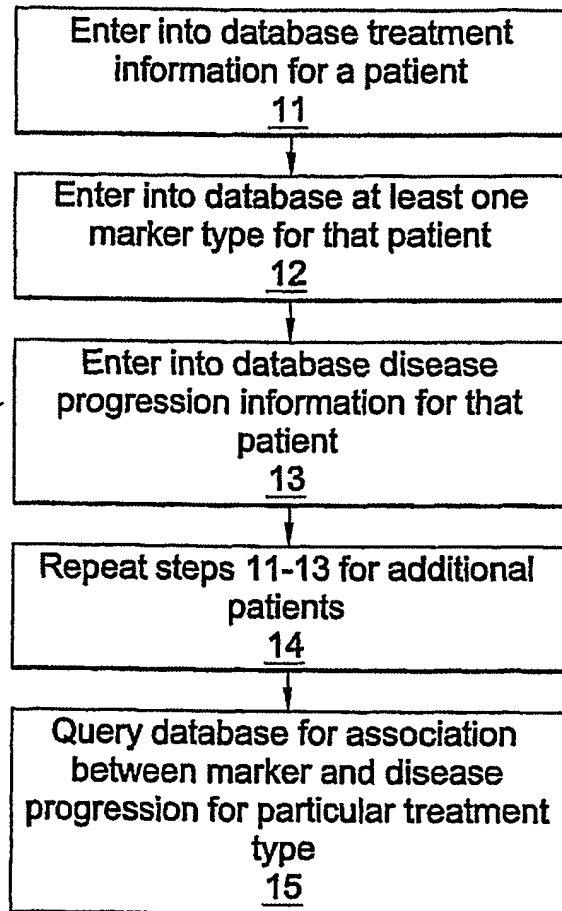 Enter into database treatment
information for a patient
11
Enter into database at least one
marker type for that patient
12
Enter into database disease
progression information for that
patient
13
Repeat steps 11-13 for additional
patients
14
Query database for association
between marker and disease
progression for particular treatment
type
15